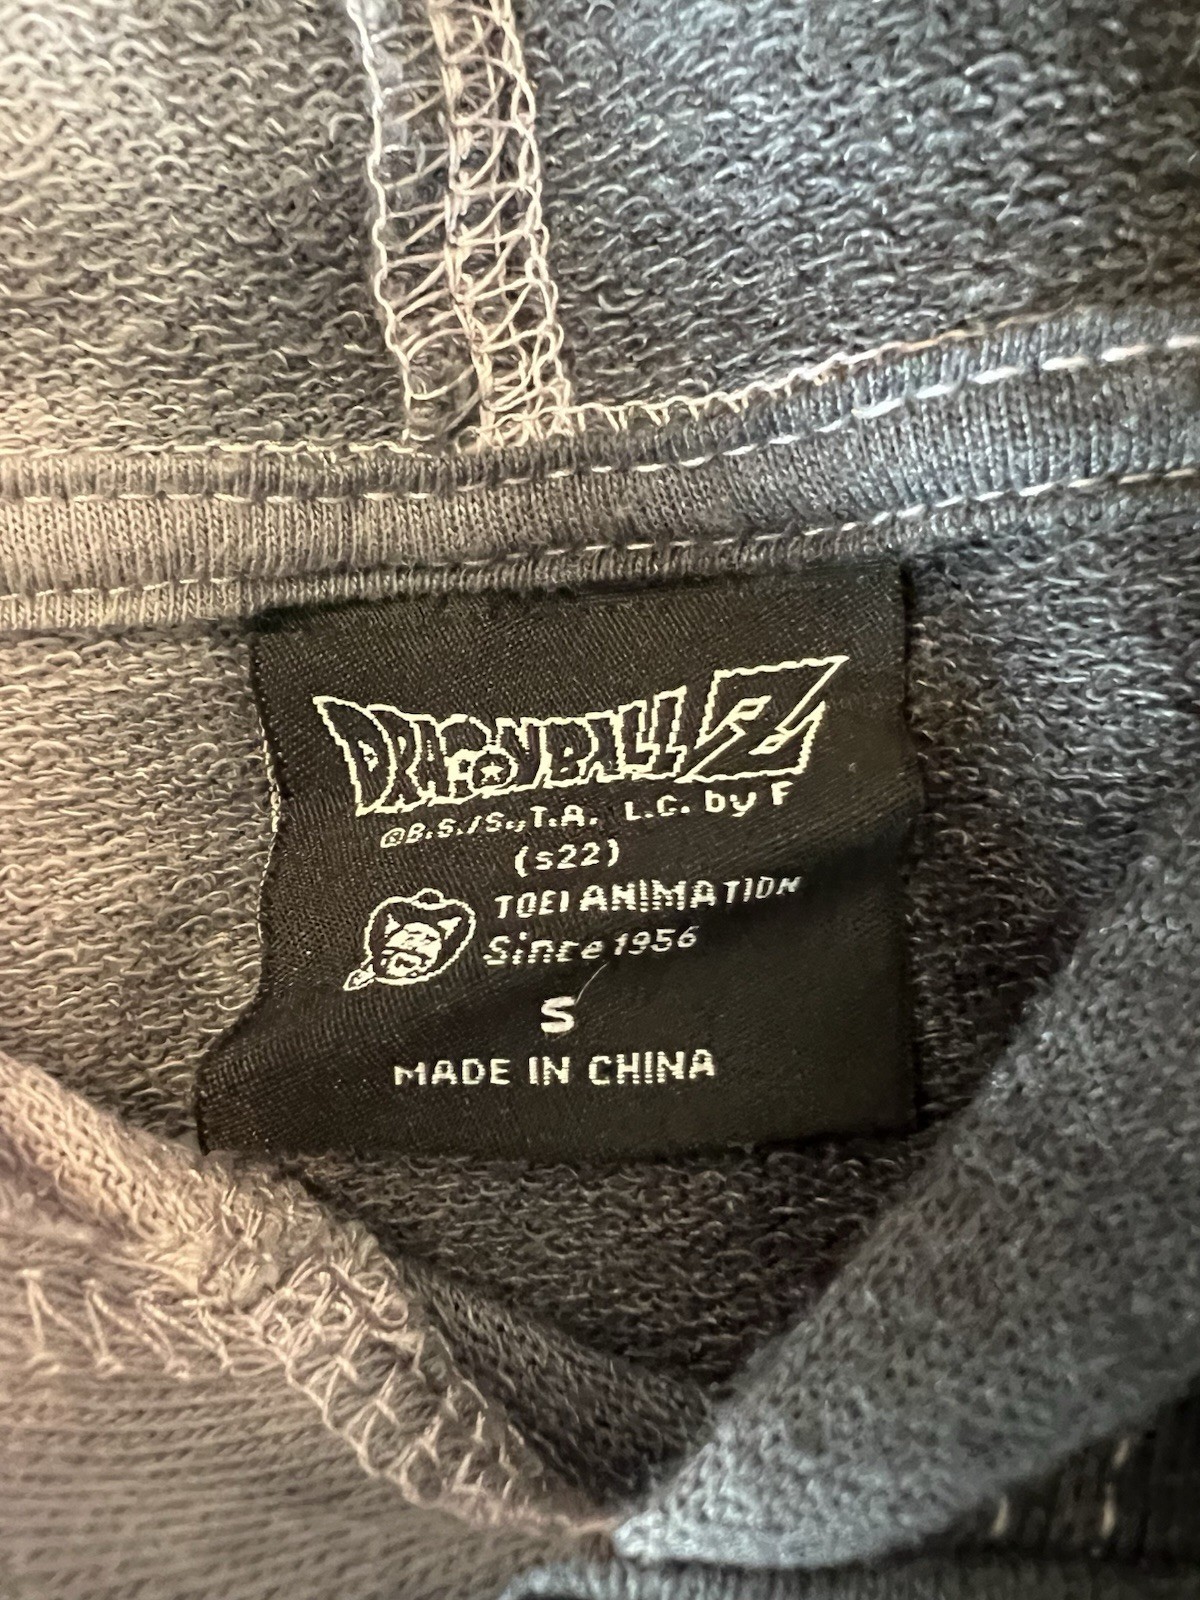 DRAGONBALL Z
©B.S./S.,T.A. L.C. by F
(s22)
TOEI ANIMATION
Since 1956
S
MADE IN CHINA